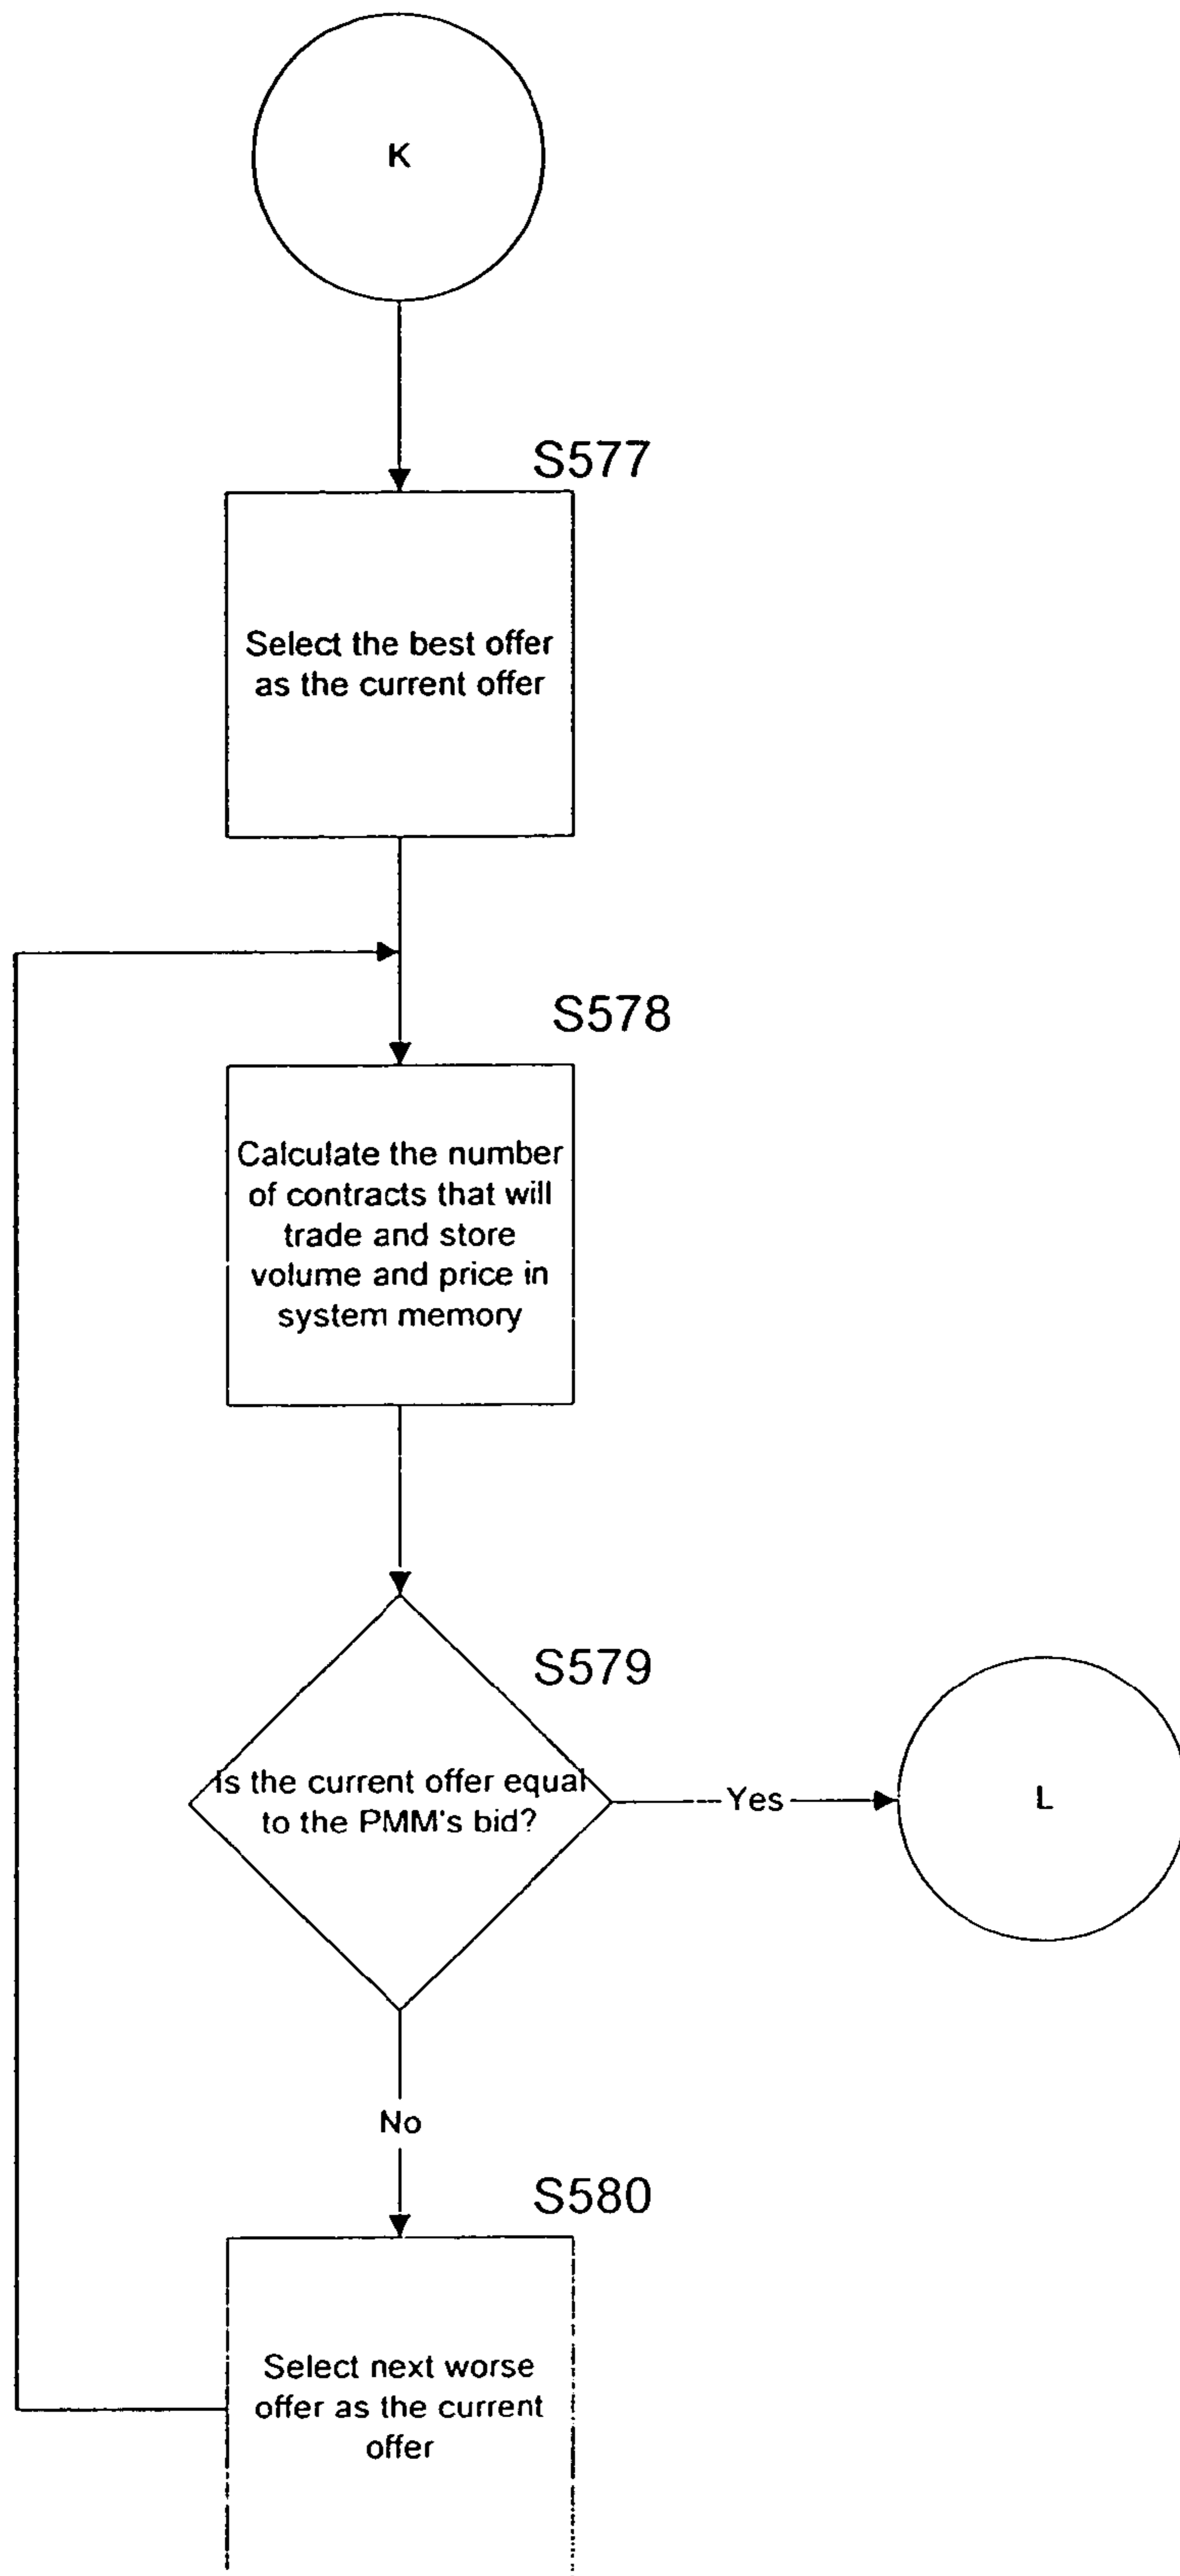 K
S577
Select the best offer
as the current offer
S578
Calculate the number
of contracts that will
trade and store
volume and price in
system memory
S579
Is the current offer equal
to the PMM's bid?
Yes
L
No
S580
Select next worse
offer as the current
offer